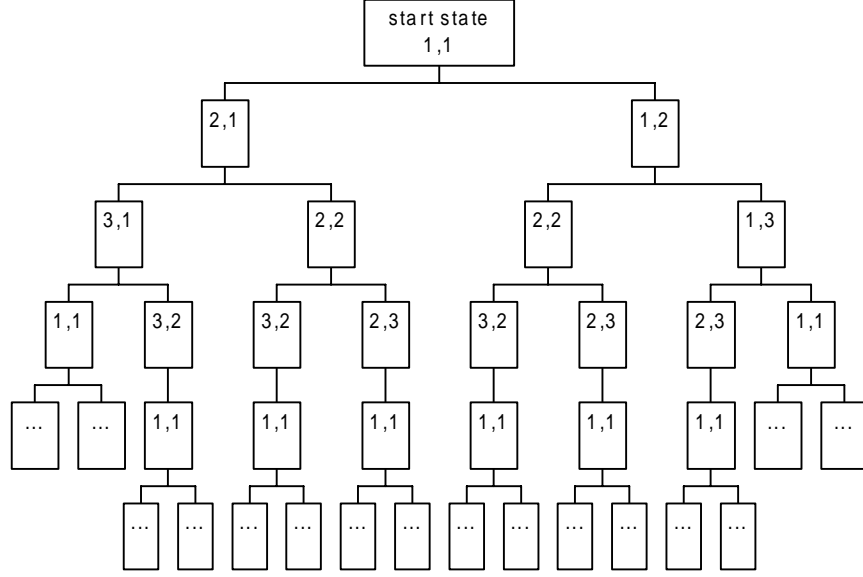 start state
1,1
2,1 1,2
3,1 2,2 2,2 1,3
1,1 3,2 3,2 2,3 3,2 2,3 2,3 1,1
... ... 1,1 1,1 1,1 1,1 1,1 1,1 ... ...
... ... ... ... ... ... ... ... ... ... ... ...